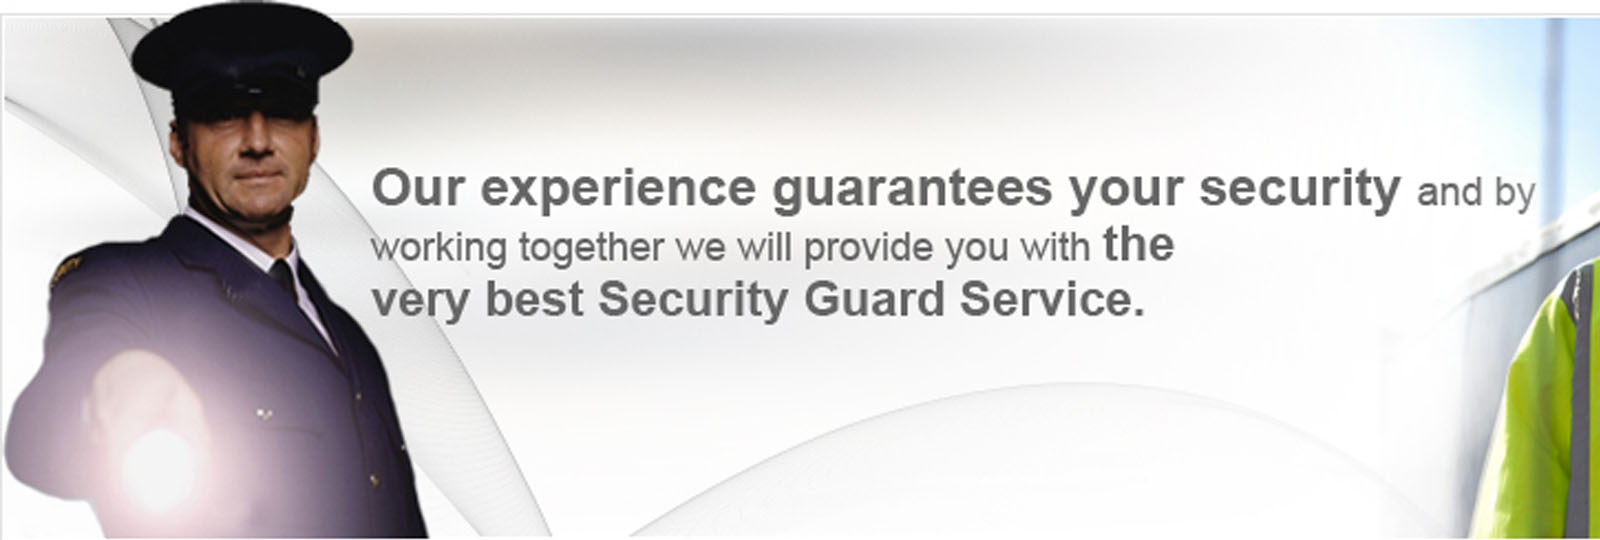 Our experience guarantees your security and by
working together we will provide you with the
very best Security Guard Service.